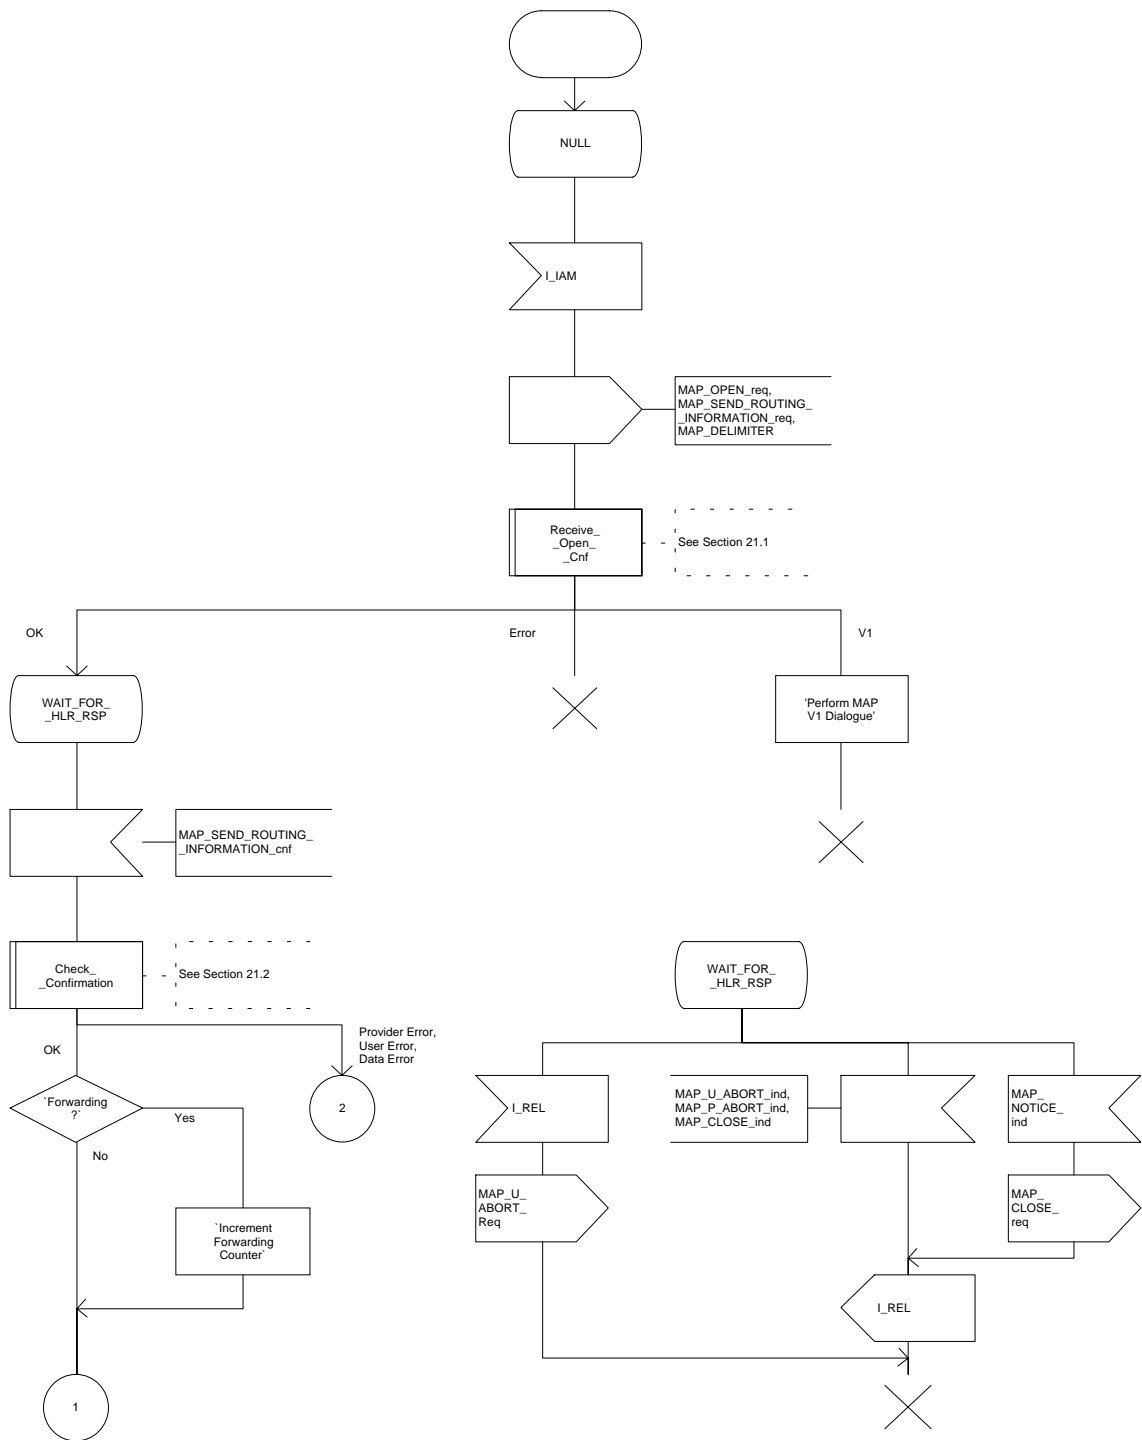 NULL
I_IAM
MAP_OPEN_req,
MAP_SEND_ROUTING_
_INFORMATION_req,
MAP_DELIMITER
Receive_
_Open_
_Cnf
See Section 21.1
OK
Error
V1
WAIT_FOR_
_HLR_RSP
'Perform MAP
V1 Dialogue'
MAP_SEND_ROUTING_
_INFORMATION_cnf
Check_
_Confirmation
See Section 21.2
OK
Provider Error,
User Error,
Data Error
`Forwarding
?`
Yes
No
2
`Increment
Forwarding
Counter`
1
WAIT_FOR_
_HLR_RSP
I_REL
MAP_U_ABORT_ind,
MAP_P_ABORT_ind,
MAP_CLOSE_ind
MAP_
NOTICE_
ind
MAP_U_
ABORT_
Req
MAP_
CLOSE_
req
I_REL